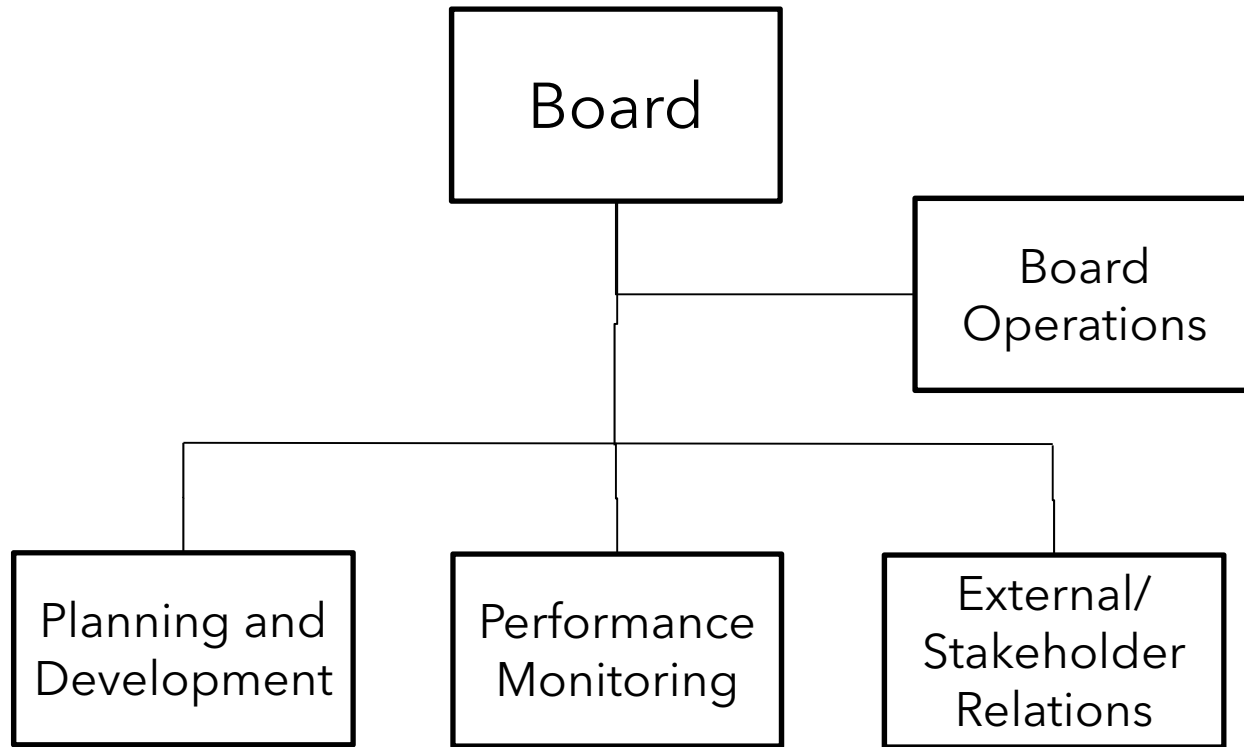 Board
Board
Operations
Planning and
Development
Performance
Monitoring
External/
Stakeholder
Relations